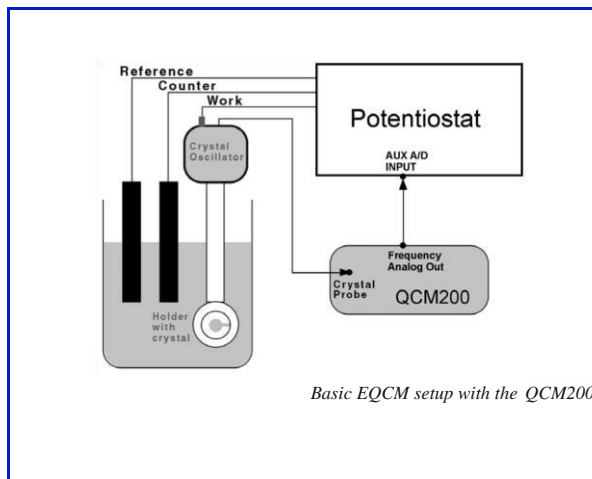 Reference
Counter
Work
Crystal
Oscillator
Potentiostat
AUX A/D
INPUT
Frequency
Analog Out
Crystal
Probe
QCM200
Holder
with
crystal
Basic EQCM setup with the QCM200